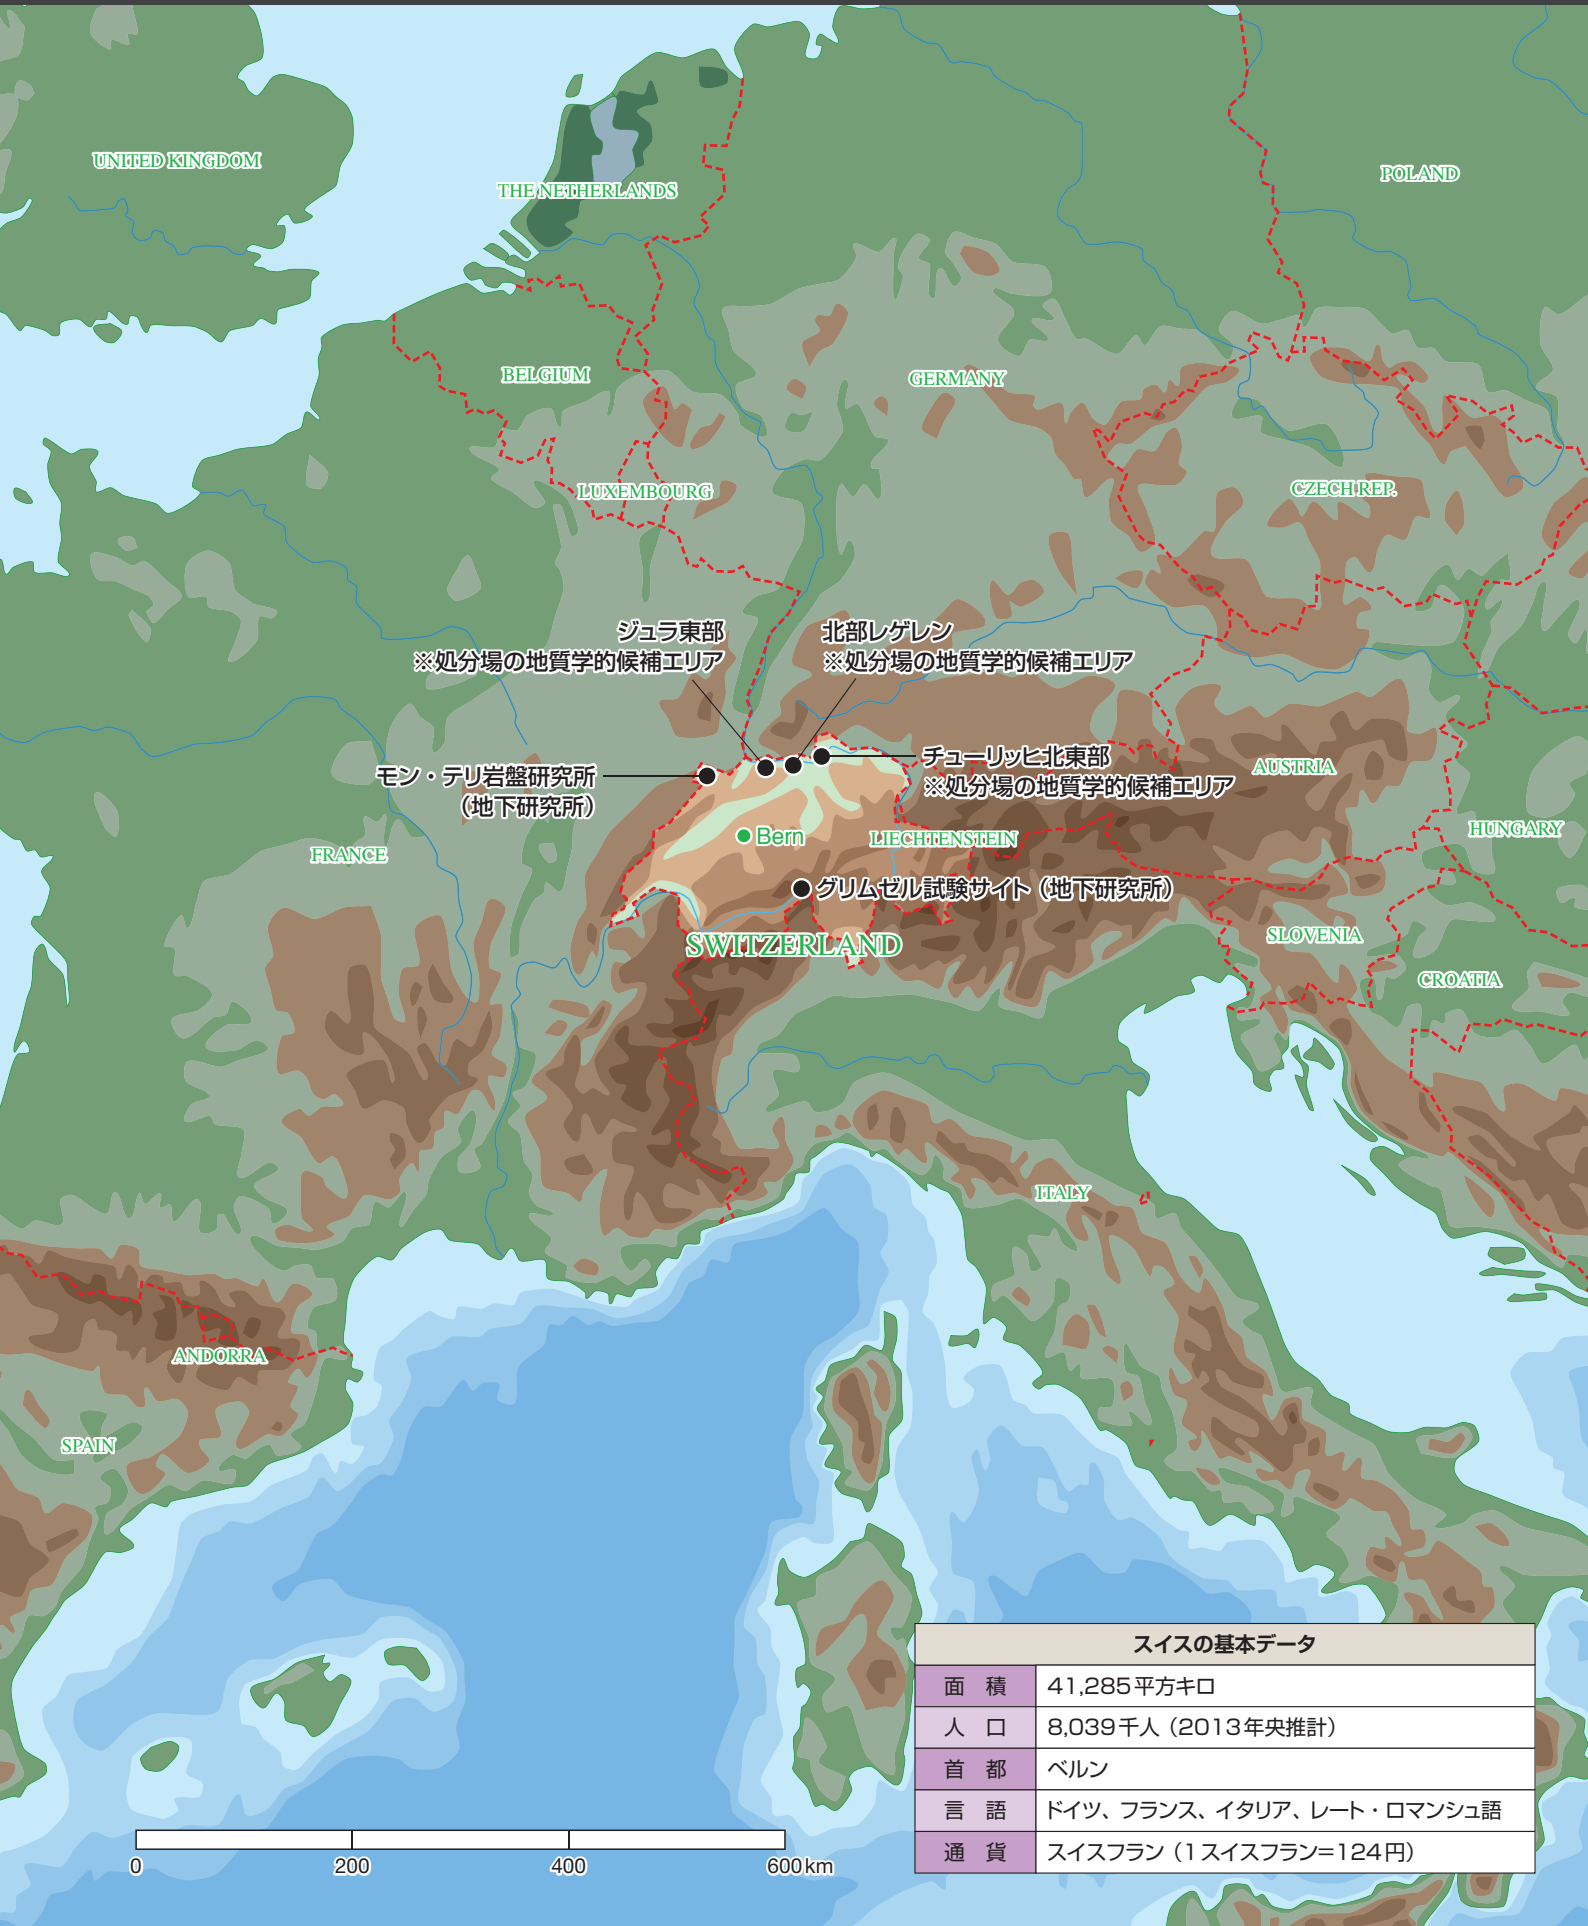 UNITED KINGDOM
THE NETHERLANDS
POLAND
BELGIUM
GERMANY
LUXEMBOURG
CZECH REP.
ジュラ東部
※処分場の地質学的候補エリア
北部レゲレン
※処分場の地質学的候補エリア
モン・テリ岩盤研究所
（地下研究所）
チューリッヒ北東部
※処分場の地質学的候補エリア
AUSTRIA
HUNGARY
FRANCE
Bern
LIECHTENSTEIN
グリムゼル試験サイト（地下研究所）
SWITZERLAND
SLOVENIA
CROATIA
ITALY
ANDORRA
SPAIN
スイスの基本データ
面 積 41,285平方キロ
人 口 8,039千人（2013年央推計）
首 都 ベルン
言 語 ドイツ、フランス、イタリア、レート・ロマンシュ語
通 貨 スイスフラン（1スイスフラン=124円）
0 200 400 600km